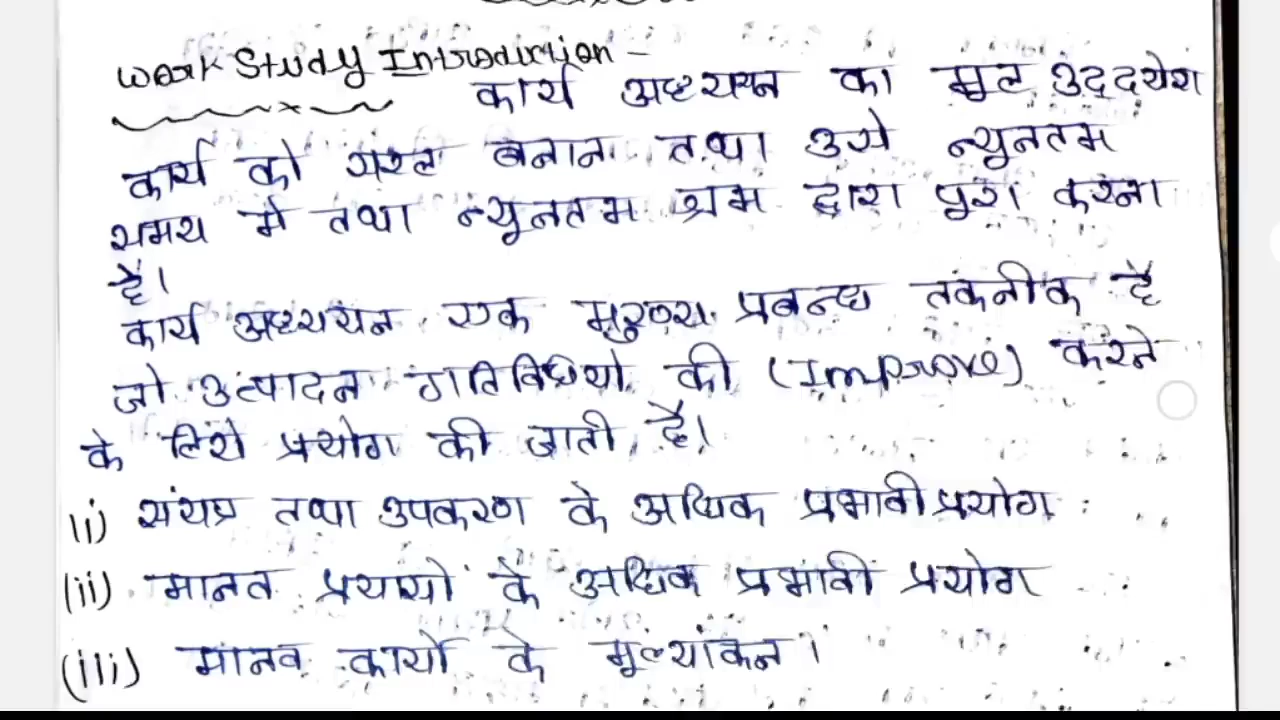 Work Study Introduction –
कार्य अध्ययन का मुल उद्दयेश
कार्य को सरल बनाना तथा उसे न्यूनतम
समय में तथा न्यूनतम श्रम द्वारा पुरा करना
है।
कार्य अध्ययन एक मुख्य प्रबन्ध तकनीक है
जो उत्पादन गतिविधियो की (Improve) करने
के लिये प्रयोग की जाती है।
(i) संयंत्र तथा उपकरण के अधिक प्रभावी प्रयोग
(ii) मानव प्रयासो के अधिक प्रभावी प्रयोग
(iii) मानव कार्यो के मूल्यांकन।